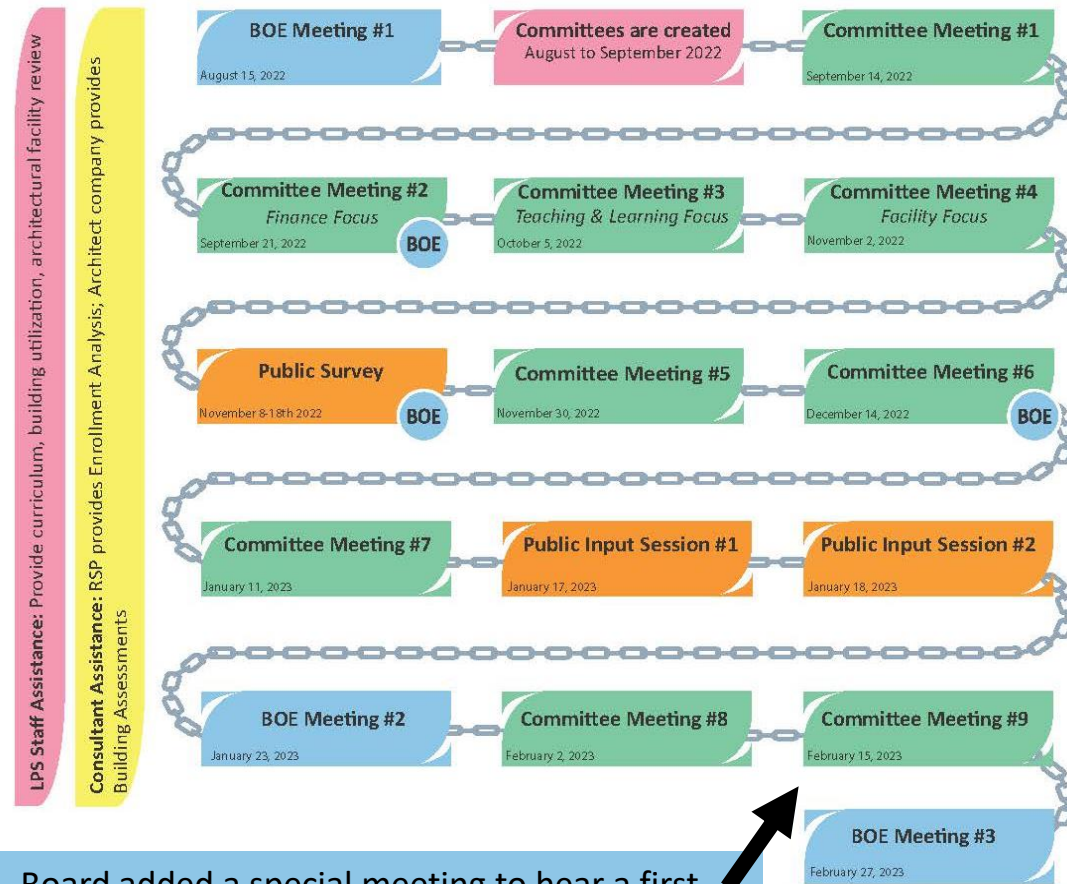 LPS Staff Assistance: Provide curriculum, building utilization, architectural facility review
Consultant Assistance: RSP provides Enrollment Analysis; Architect company provides
Building Assessments
BOE Meeting #1
August 15, 2022
Committees are created
August to September 2022
Committee Meeting #1
September 14, 2022
Committee Meeting #2
Finance Focus
September 21, 2022
BOE
Committee Meeting #3
Teaching & Learning Focus
October 5, 2022
Committee Meeting #4
Facility Focus
November 2, 2022
Public Survey
November 8-18th 2022
BOE
Committee Meeting #5
November 30, 2022
Committee Meeting #6
December 14, 2022
BOE
Committee Meeting #7
January 11, 2023
Public Input Session #1
January 17, 2023
Public Input Session #2
January 18, 2023
BOE Meeting #2
January 23, 2023
Committee Meeting #8
February 2, 2023
Committee Meeting #9
February 15, 2023
BOE Meeting #3
February 27, 2023
Board added a special meeting to hear a first